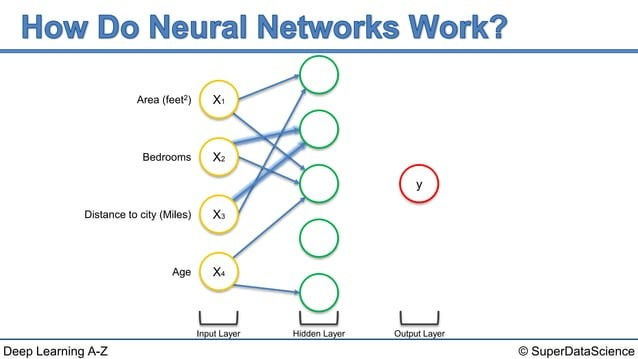 How Do Neural Networks Work?
Area (feet²) X₁
Bedrooms X₂
y
Distance to city (Miles) X₃
Age X₄
Input Layer Hidden Layer Output Layer
Deep Learning A-Z © SuperDataScience